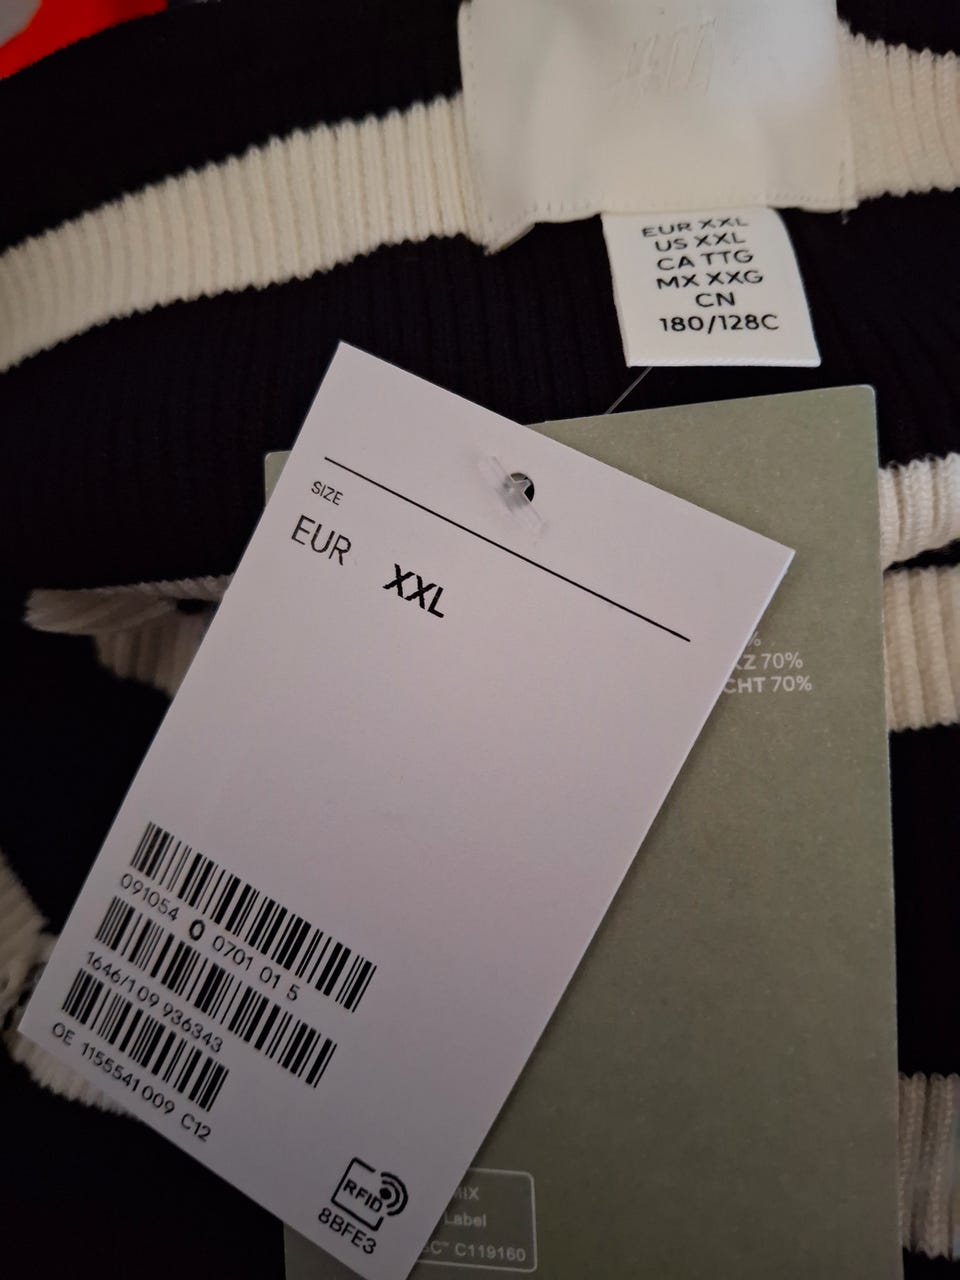 H&M
EUR XXL
US XXL
CA TTG
MX XXG
CN
180/128C
SIZE
EUR XXL
%
KZ 70%
CHT 70%
091054 0 0701 01 5
1646/109 936343
OE 1155541009 C12
RFID
8BFE3
MIX
Label
C119160